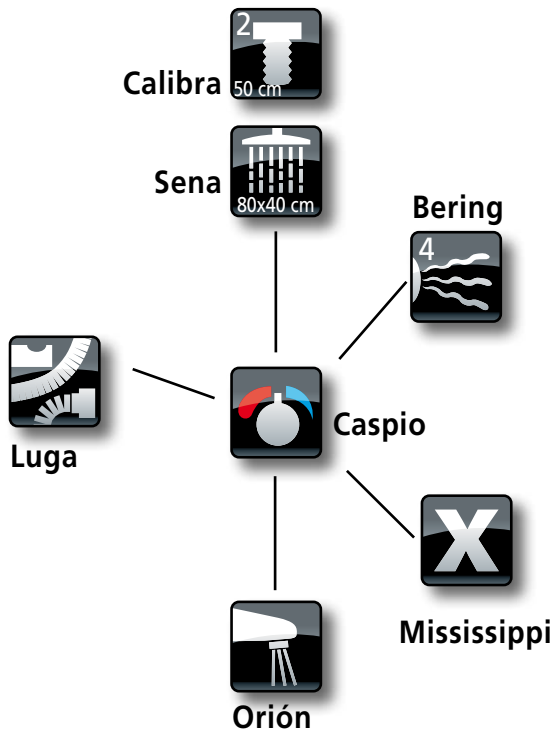 2
Calibra
50 cm
Sena
80x40 cm
Bering
4
Caspio
Luga
X
Mississippi
Orión